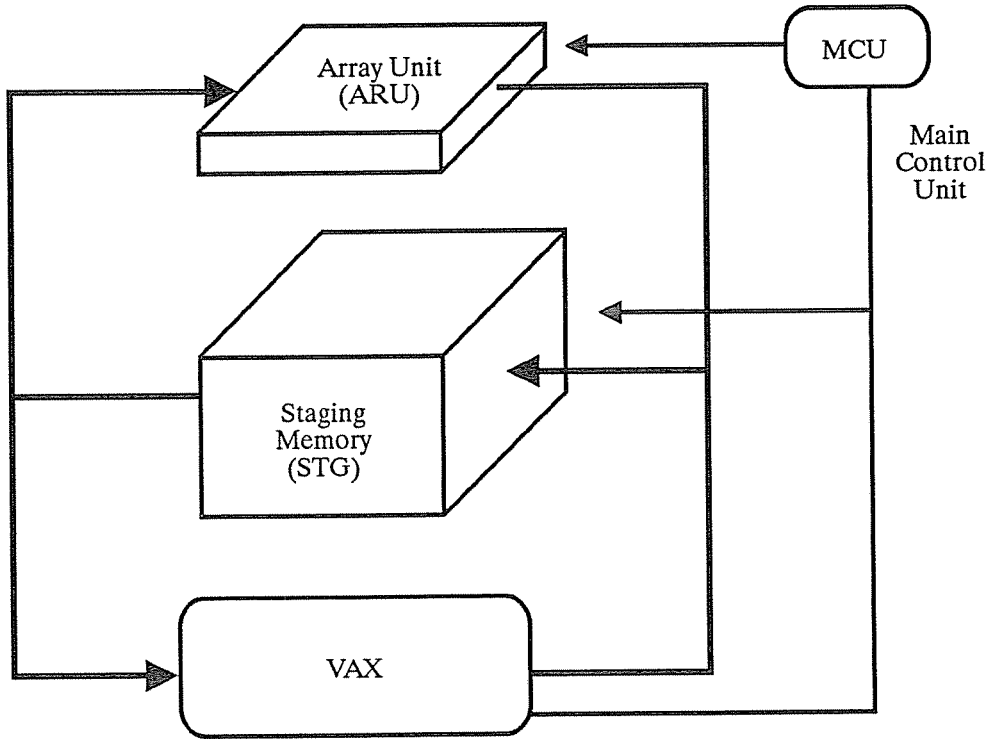 Array Unit
(ARU)
MCU
Main
Control
Unit
Staging
Memory
(STG)
VAX